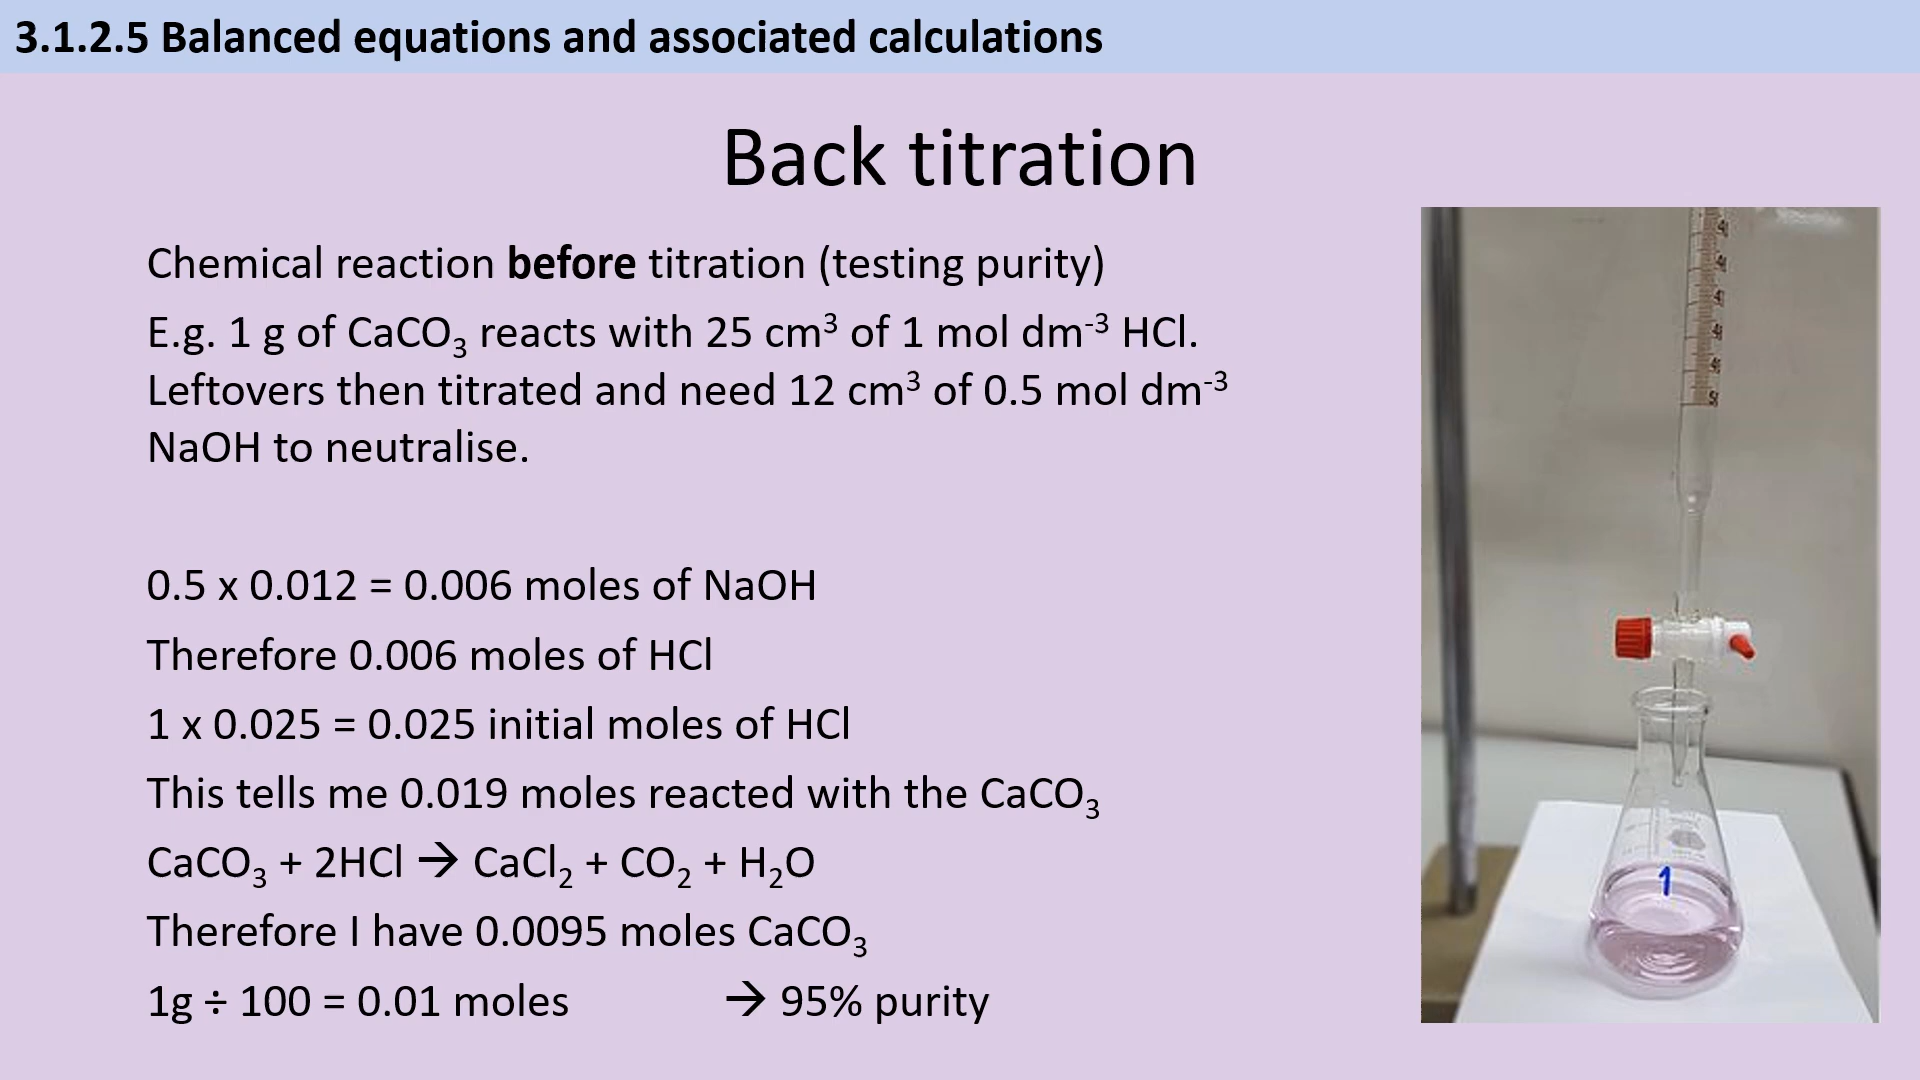 3.1.2.5 Balanced equations and associated calculations
Back titration
Chemical reaction before titration (testing purity)
E.g. 1 g of CaCO₃ reacts with 25 cm³ of 1 mol dm⁻³ HCl.
Leftovers then titrated and need 12 cm³ of 0.5 mol dm⁻³
NaOH to neutralise.
0.5 x 0.012 = 0.006 moles of NaOH
Therefore 0.006 moles of HCl
1 x 0.025 = 0.025 initial moles of HCl
This tells me 0.019 moles reacted with the CaCO₃
CaCO₃ + 2HCl → CaCl₂ + CO₂ + H₂O
Therefore I have 0.0095 moles CaCO₃
1g ÷ 100 = 0.01 moles → 95% purity
1